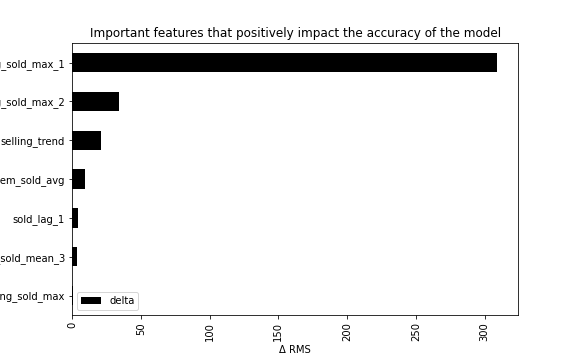 Important features that positively impact the accuracy of the model
_sold_max_1
_sold_max_2
selling_trend
em_sold_avg
sold_lag_1
_sold_mean_3
ng_sold_max
delta
0
50
100
150
200
250
300
Δ RMS